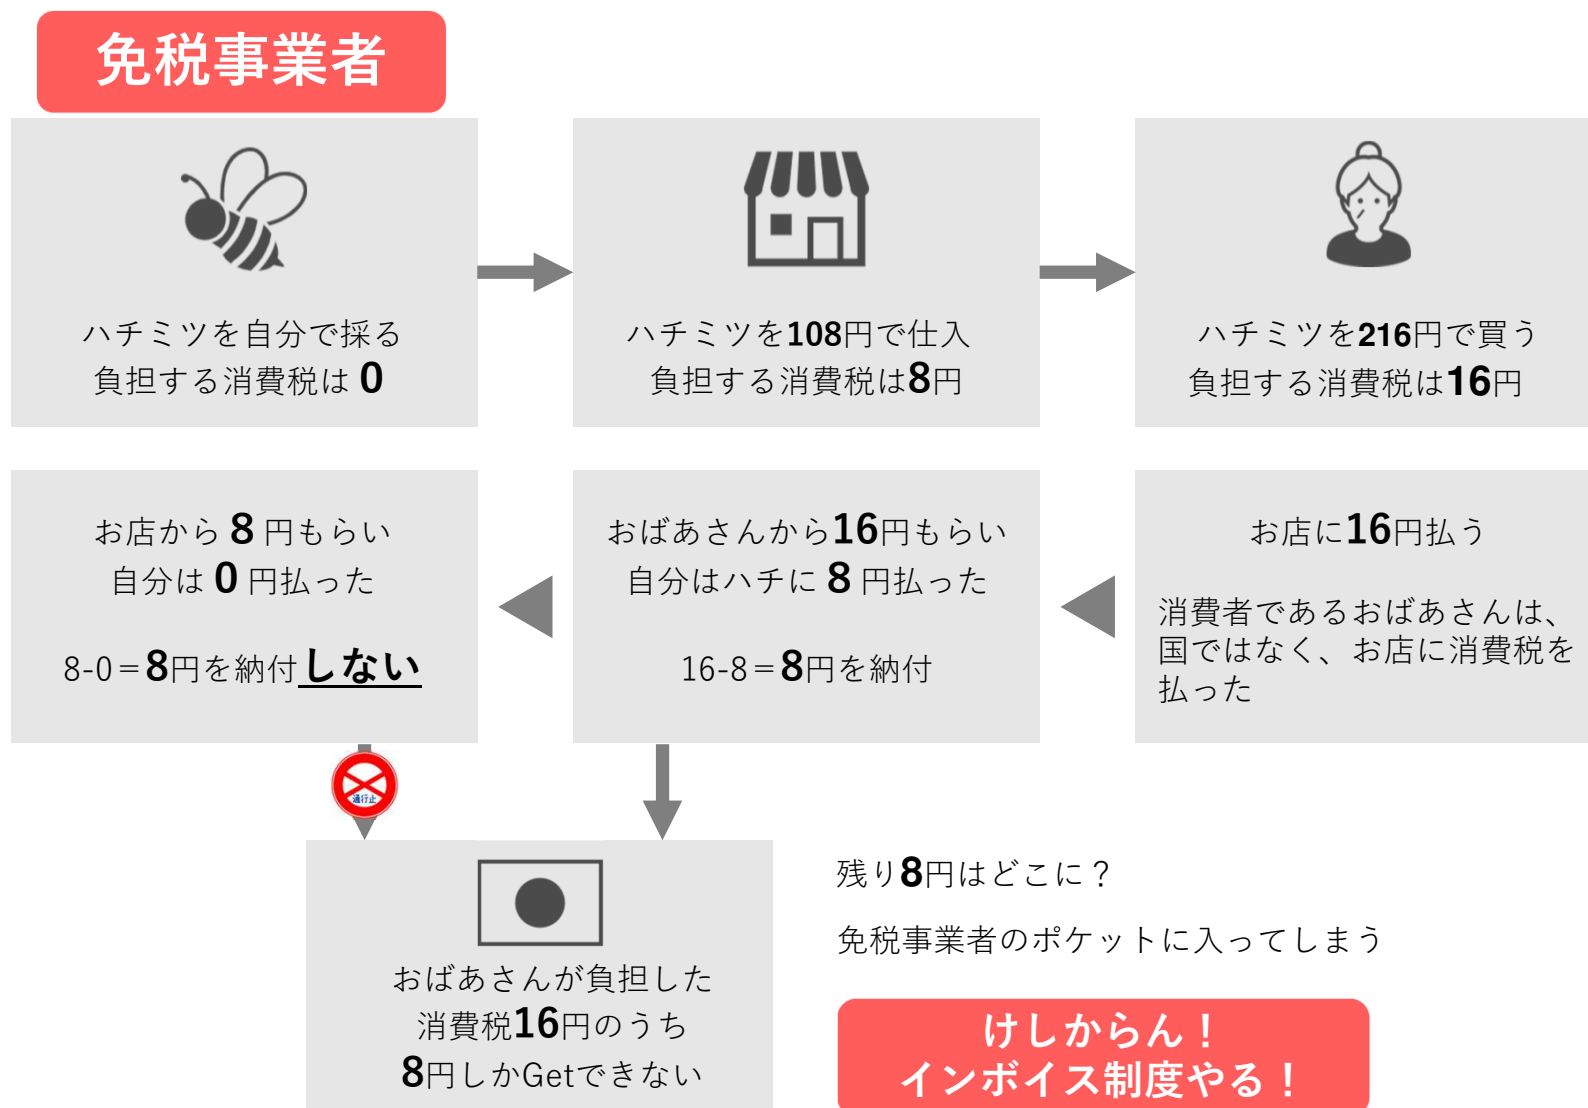 免税事業者
ハチミツを自分で採る
負担する消費税は 0
ハチミツを108円で仕入
負担する消費税は8円
ハチミツを216円で買う
負担する消費税は16円
お店から 8 円もらい
自分は 0 円払った
8-0＝8円を納付しない
おばあさんから16円もらい
自分はハチに 8 円払った
16-8＝8円を納付
お店に16円払う
消費者であるおばあさんは、
国ではなく、お店に消費税を
払った
通行止
おばあさんが負担した
消費税16円のうち
8円しかGetできない
残り8円はどこに？
免税事業者のポケットに入ってしまう
けしからん！
インボイス制度やる！